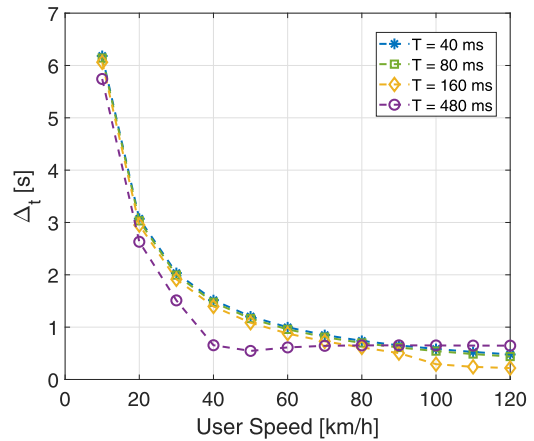 7
6
5
4
3
2
1
0
Δt [s]
T = 40 ms
T = 80 ms
T = 160 ms
T = 480 ms
0 20 40 60 80 100 120
User Speed [km/h]